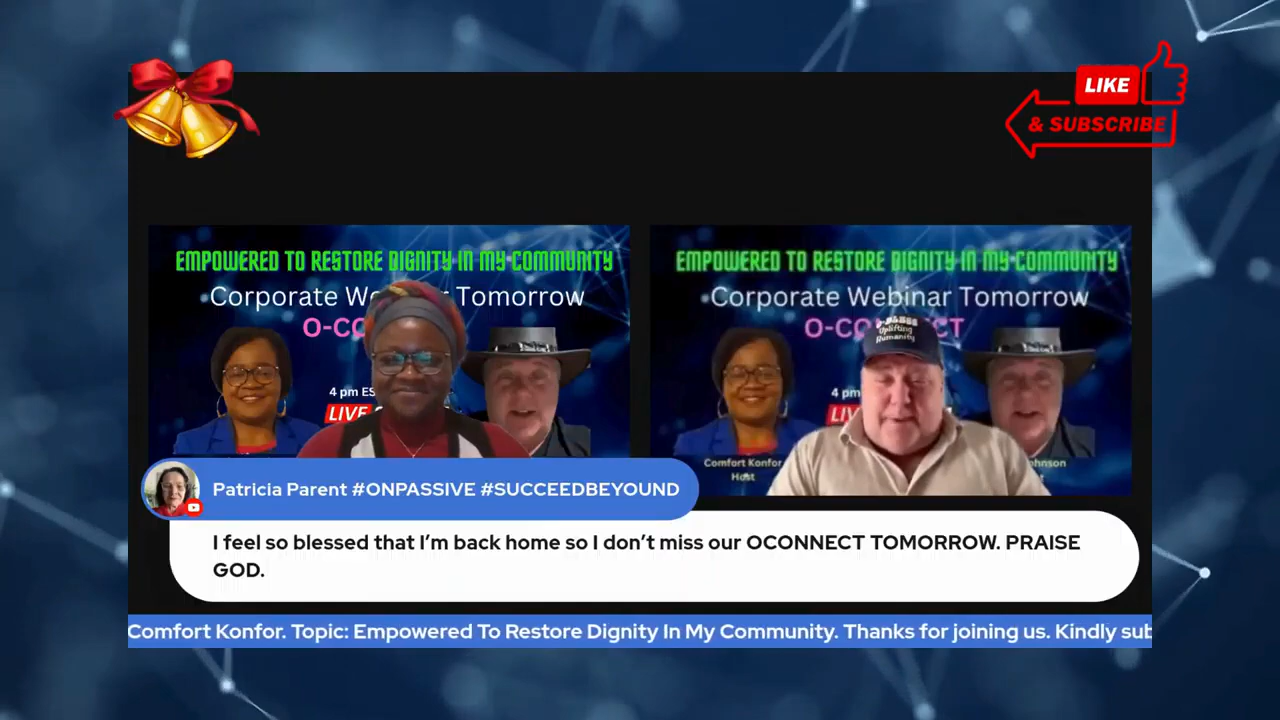 LIKE
& SUBSCRIBE
EMPOWERED TO RESTORE DIGNITY IN MY COMMUNITY
Corporate We r Tomorrow
O-CO
4 pm ES
LIVE
EMPOWERED TO RESTORE DIGNITY IN MY COMMUNITY
Corporate Webinar Tomorrow
O-CO CT
Uplifting
Humanity
4 pm
LIV
Comfort Konfor
Host
hnson
Patricia Parent #ONPASSIVE #SUCCEEDBEYOUND
I feel so blessed that I’m back home so I don’t miss our OCONNECT TOMORROW. PRAISE
GOD.
Comfort Konfor. Topic: Empowered To Restore Dignity In My Community. Thanks for joining us. Kindly sub